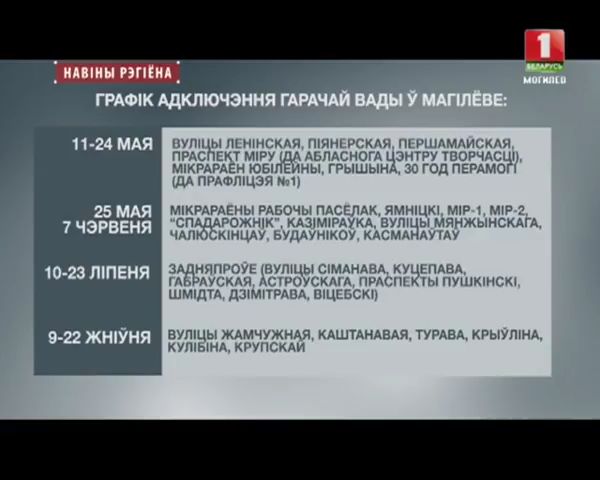 НАВІНЫ РЭГІЁНА
1
БЕЛАРУСЬ
МОГИЛЕВ
ГРАФІК АДКЛЮЧЭННЯ ГАРАЧАЙ ВАДЫ Ў МАГІЛЁВЕ:
11-24 МАЯ
ВУЛІЦЫ ЛЕНІНСКАЯ, ПІЯНЕРСКАЯ, ПЕРШАМАЙСКАЯ,
ПРАСПЕКТ МІРУ (ДА АБЛАСНОГА ЦЭНТРУ ТВОРЧАСЦІ),
МІКРАРАЁН ЮБІЛЕЙНЫ, ГРЫШЫНА, 30 ГОД ПЕРАМОГІ
(ДА ПРАФЛІЦЭЯ №1)
25 МАЯ
7 ЧЭРВЕНЯ
МІКРАРАЁНЫ РАБОЧЫ ПАСЁЛАК, ЯМНІЦКІ, МІР-1, МІР-2,
“СПАДАРОЖНІК”, КАЗІМІРАЎКА, ВУЛІЦЫ МЯНЖЫНСКАГА,
ЧАЛЮСКІНЦАЎ, БУДАЎНІКОЎ, КАСМАНАЎТАЎ
10-23 ЛІПЕНЯ
ЗАДНЯПРОЎЕ (ВУЛІЦЫ СІМАНАВА, КУЦЕПАВА,
ГАБРАЎСКАЯ, АСТРОЎСКАГА, ПРАСПЕКТЫ ПУШКІНСКІ,
ШМІДТА, ДЗІМІТРАВА, ВІЦЕБСКІ)
9-22 ЖНІЎНЯ
ВУЛІЦЫ ЖАМЧУЖНАЯ, КАШТАНАВАЯ, ТУРАВА, КРЫЎЛІНА,
КУЛІБІНА, КРУПСКАЙ